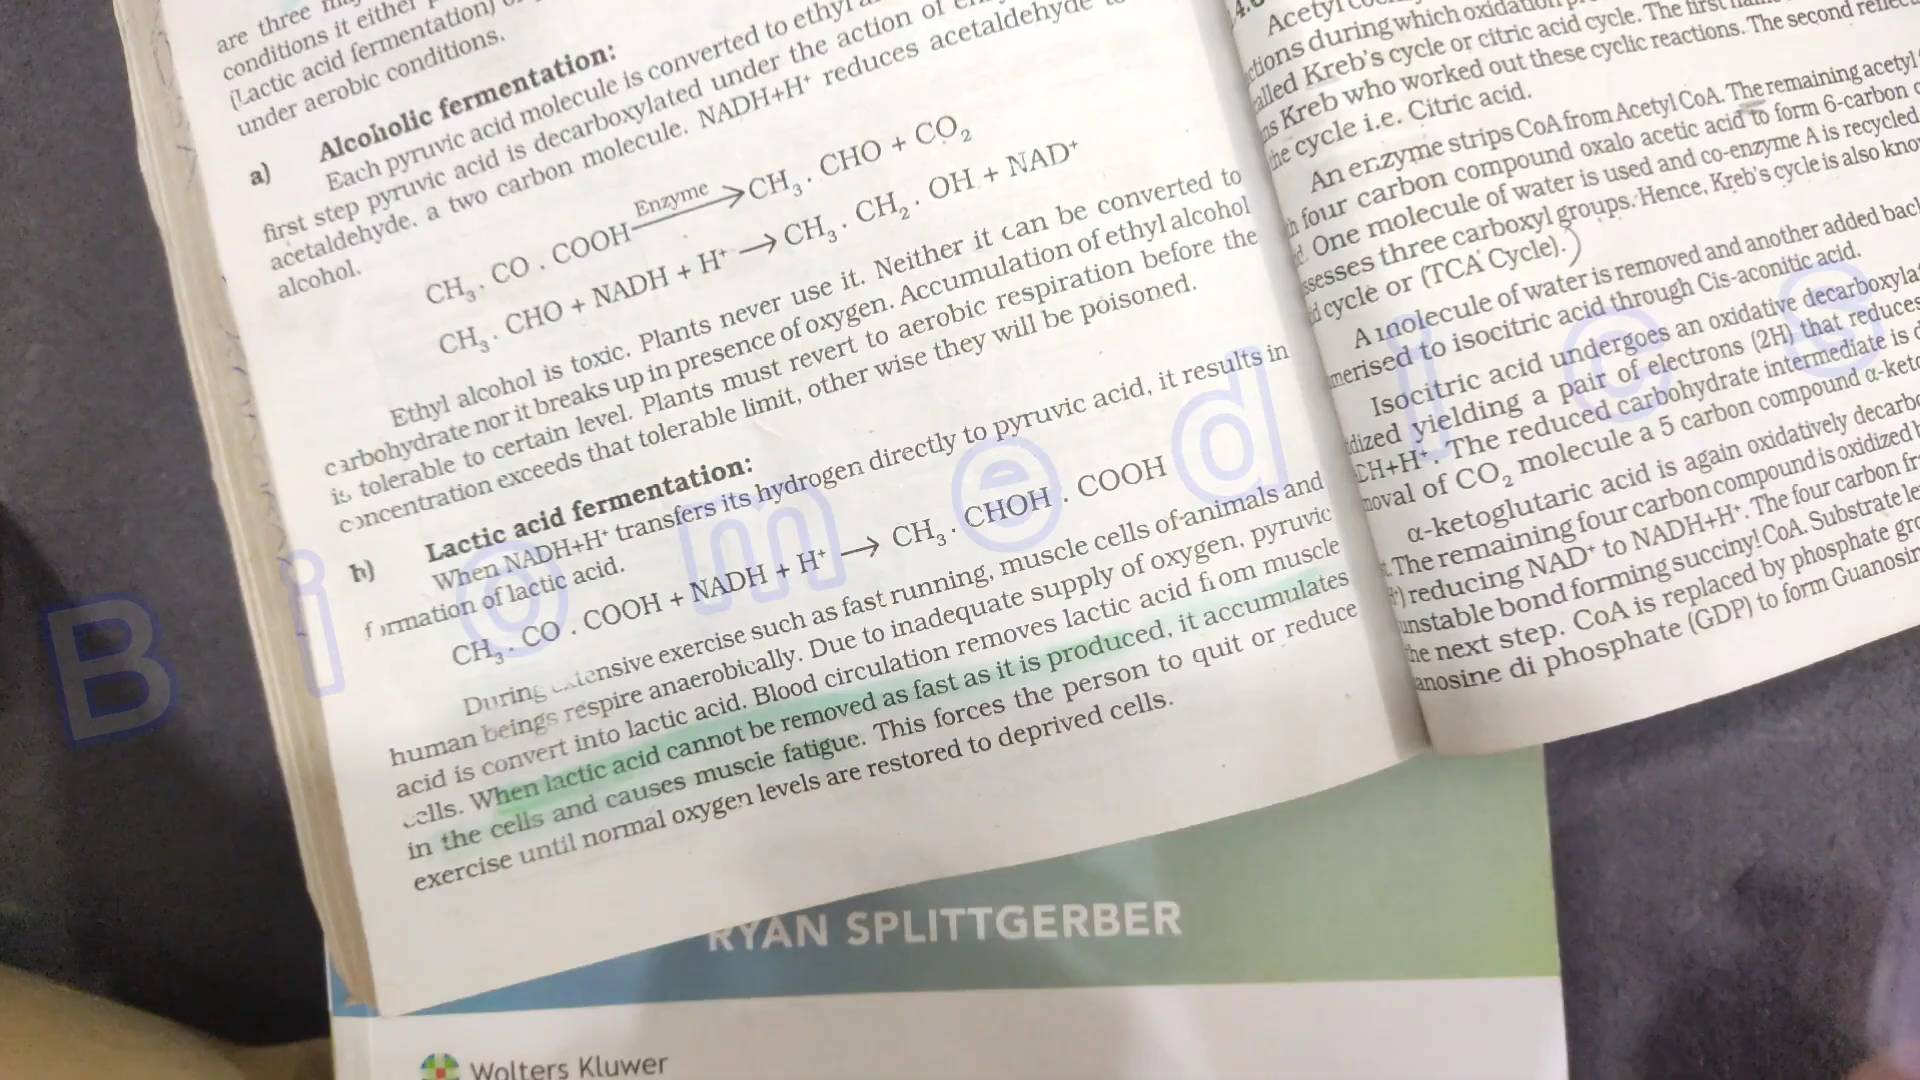 are three
conditions it either
(Lactic acid fermentation)
under aerobic conditions.
a) Alcoholic fermentation:
Each pyruvic acid molecule is converted to ethyl
first step pyruvic acid is decarboxylated under the action of
acetaldehyde. a two carbon molecule. NADH+H⁺ reduces acetaldehyde
alcohol.
CH₃ . CO . COOH —Enzyme→ CH₃ . CHO + CO₂
CH₃ . CHO + NADH + H⁺ → CH₃ . CH₂ . OH + NAD⁺
Ethyl alcohol is toxic. Plants never use it. Neither it can be converted to
carbohydrate nor it breaks up in presence of oxygen. Accumulation of ethyl alcohol
is tolerable to certain level. Plants must revert to aerobic respiration before the
concentration exceeds that tolerable limit, other wise they will be poisoned.
b) Lactic acid fermentation:
When NADH+H⁺ transfers its hydrogen directly to pyruvic acid, it results in
formation of lactic acid.
CH₃ . CO . COOH + NADH + H⁺ → CH₃ . CHOH . COOH
During extensive exercise such as fast running, muscle cells of animals and
human beings respire anaerobically. Due to inadequate supply of oxygen, pyruvic
acid is convert into lactic acid. Blood circulation removes lactic acid from muscle
cells. When lactic acid cannot be removed as fast as it is produced, it accumulates
in the cells and causes muscle fatigue. This forces the person to quit or reduce
exercise until normal oxygen levels are restored to deprived cells.
Acetyl
during which oxidation
Kreb's cycle or citric acid cycle. The first
Kreb who worked out these cyclic reactions. The second
the cycle i.e. Citric acid.
An enzyme strips CoA from Acetyl CoA. The remaining acetyl
four carbon compound oxalo acetic acid to form 6-carbon
One molecule of water is used and co-enzyme A is recycled
three carboxyl groups. Hence, Kreb's cycle is also
cycle or (TCA Cycle).)
A molecule of water is removed and another added back
to isocitric acid through Cis-aconitic acid.
Isocitric acid undergoes an oxidative
yielding a pair of electrons (2H) that reduces
The reduced carbohydrate intermediate is
of CO₂ molecule a 5 carbon compound
α-ketoglutaric acid is again oxidatively
The remaining four carbon compound is oxidized
reducing NAD⁺ to NADH+H⁺. The four carbon
unstable bond forming succinyl CoA. Substrate
the next step. CoA is replaced by phosphate
di phosphate (GDP) to form
Biomedics
RYAN SPLITTGERBER
Wolters Kluwer